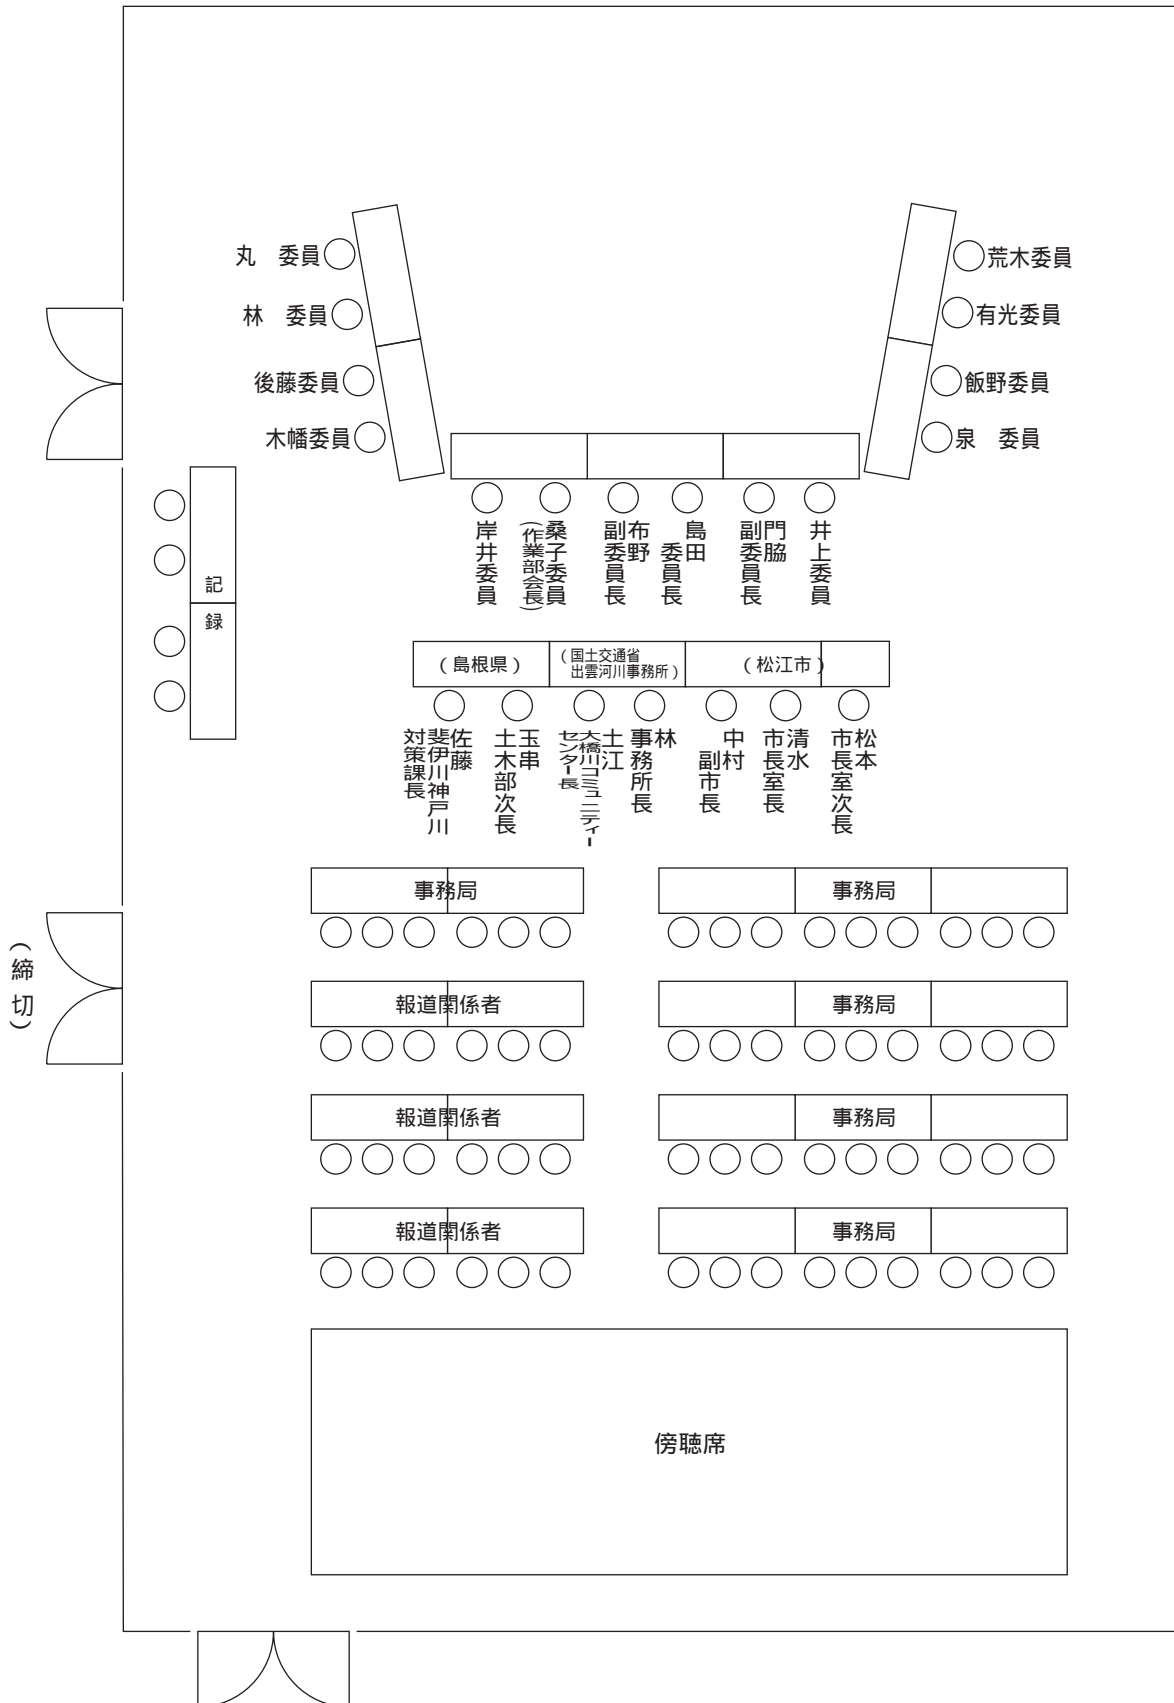 丸　委員
林　委員
後藤委員
木幡委員
荒木委員
有光委員
飯野委員
泉　委員
岸井委員
桑子委員
(作業部会長)
布野
副委員長
島田
委員長
門脇
副委員長
井上委員
記
録
(島根県)
(国土交通省
出雲河川事務所)
(松江市)
佐藤
斐伊川神戸川
対策課長
玉串
土木部次長
土江
大橋川コミュニティー
センター長
林
事務所長
中村
副市長
清水
市長室長
松本
市長室次長
(締切)
事務局
事務局
報道関係者
事務局
報道関係者
事務局
報道関係者
事務局
傍聴席